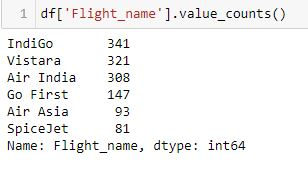 1 df['Flight_name'].value_counts()
IndiGo 341
Vistara 321
Air India 308
Go First 147
Air Asia 93
SpiceJet 81
Name: Flight_name, dtype: int64